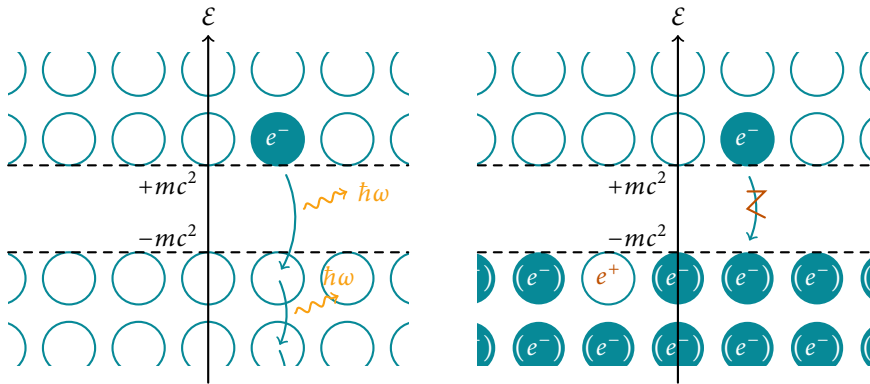 ℰ
e⁻
+mc²
ħω
−mc²
ħω
ℰ
e⁻
+mc²
−mc²
(e⁻) (e⁻) e⁺ (e⁻) (e⁻) (e⁻)
(e⁻) (e⁻) (e⁻) (e⁻) (e⁻) (e⁻)